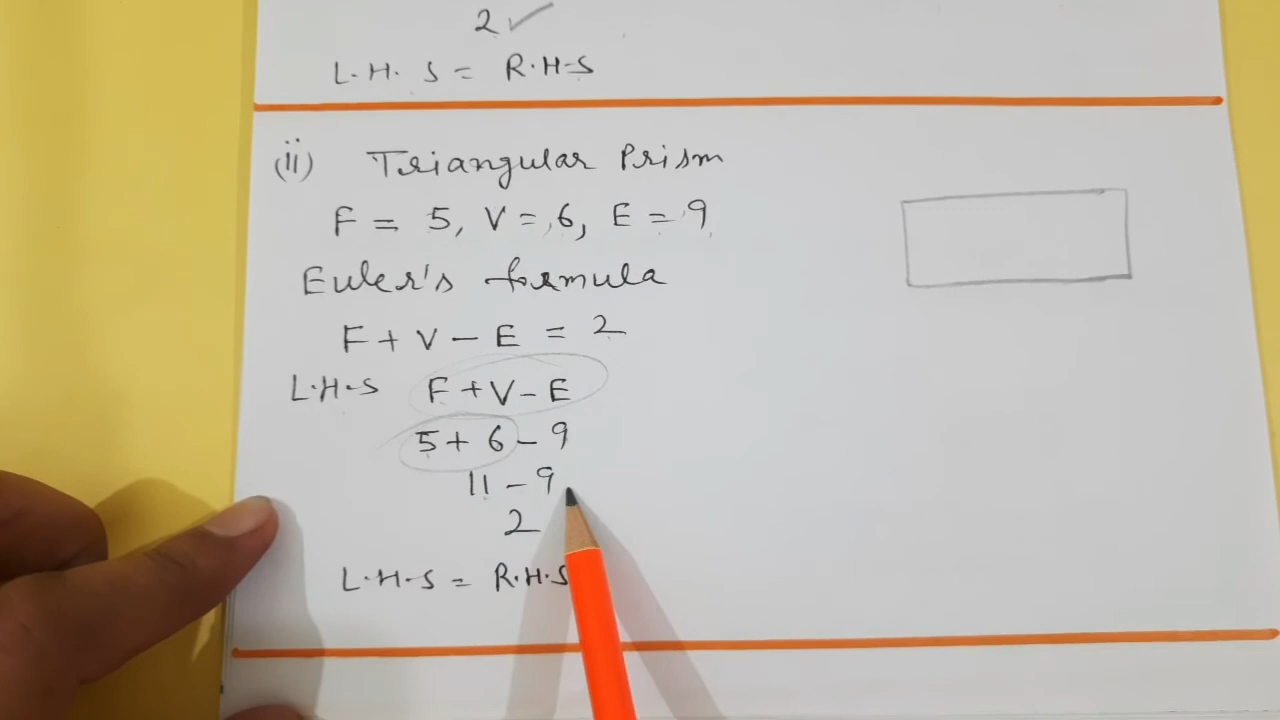 2 ✓
L.H.S = R.H.S
(ii) Triangular Prism
F = 5, V = 6, E = 9
Euler's formula
F + V - E = 2
L.H.S F + V - E
5 + 6 - 9
11 - 9
2
L.H.S = R.H.S